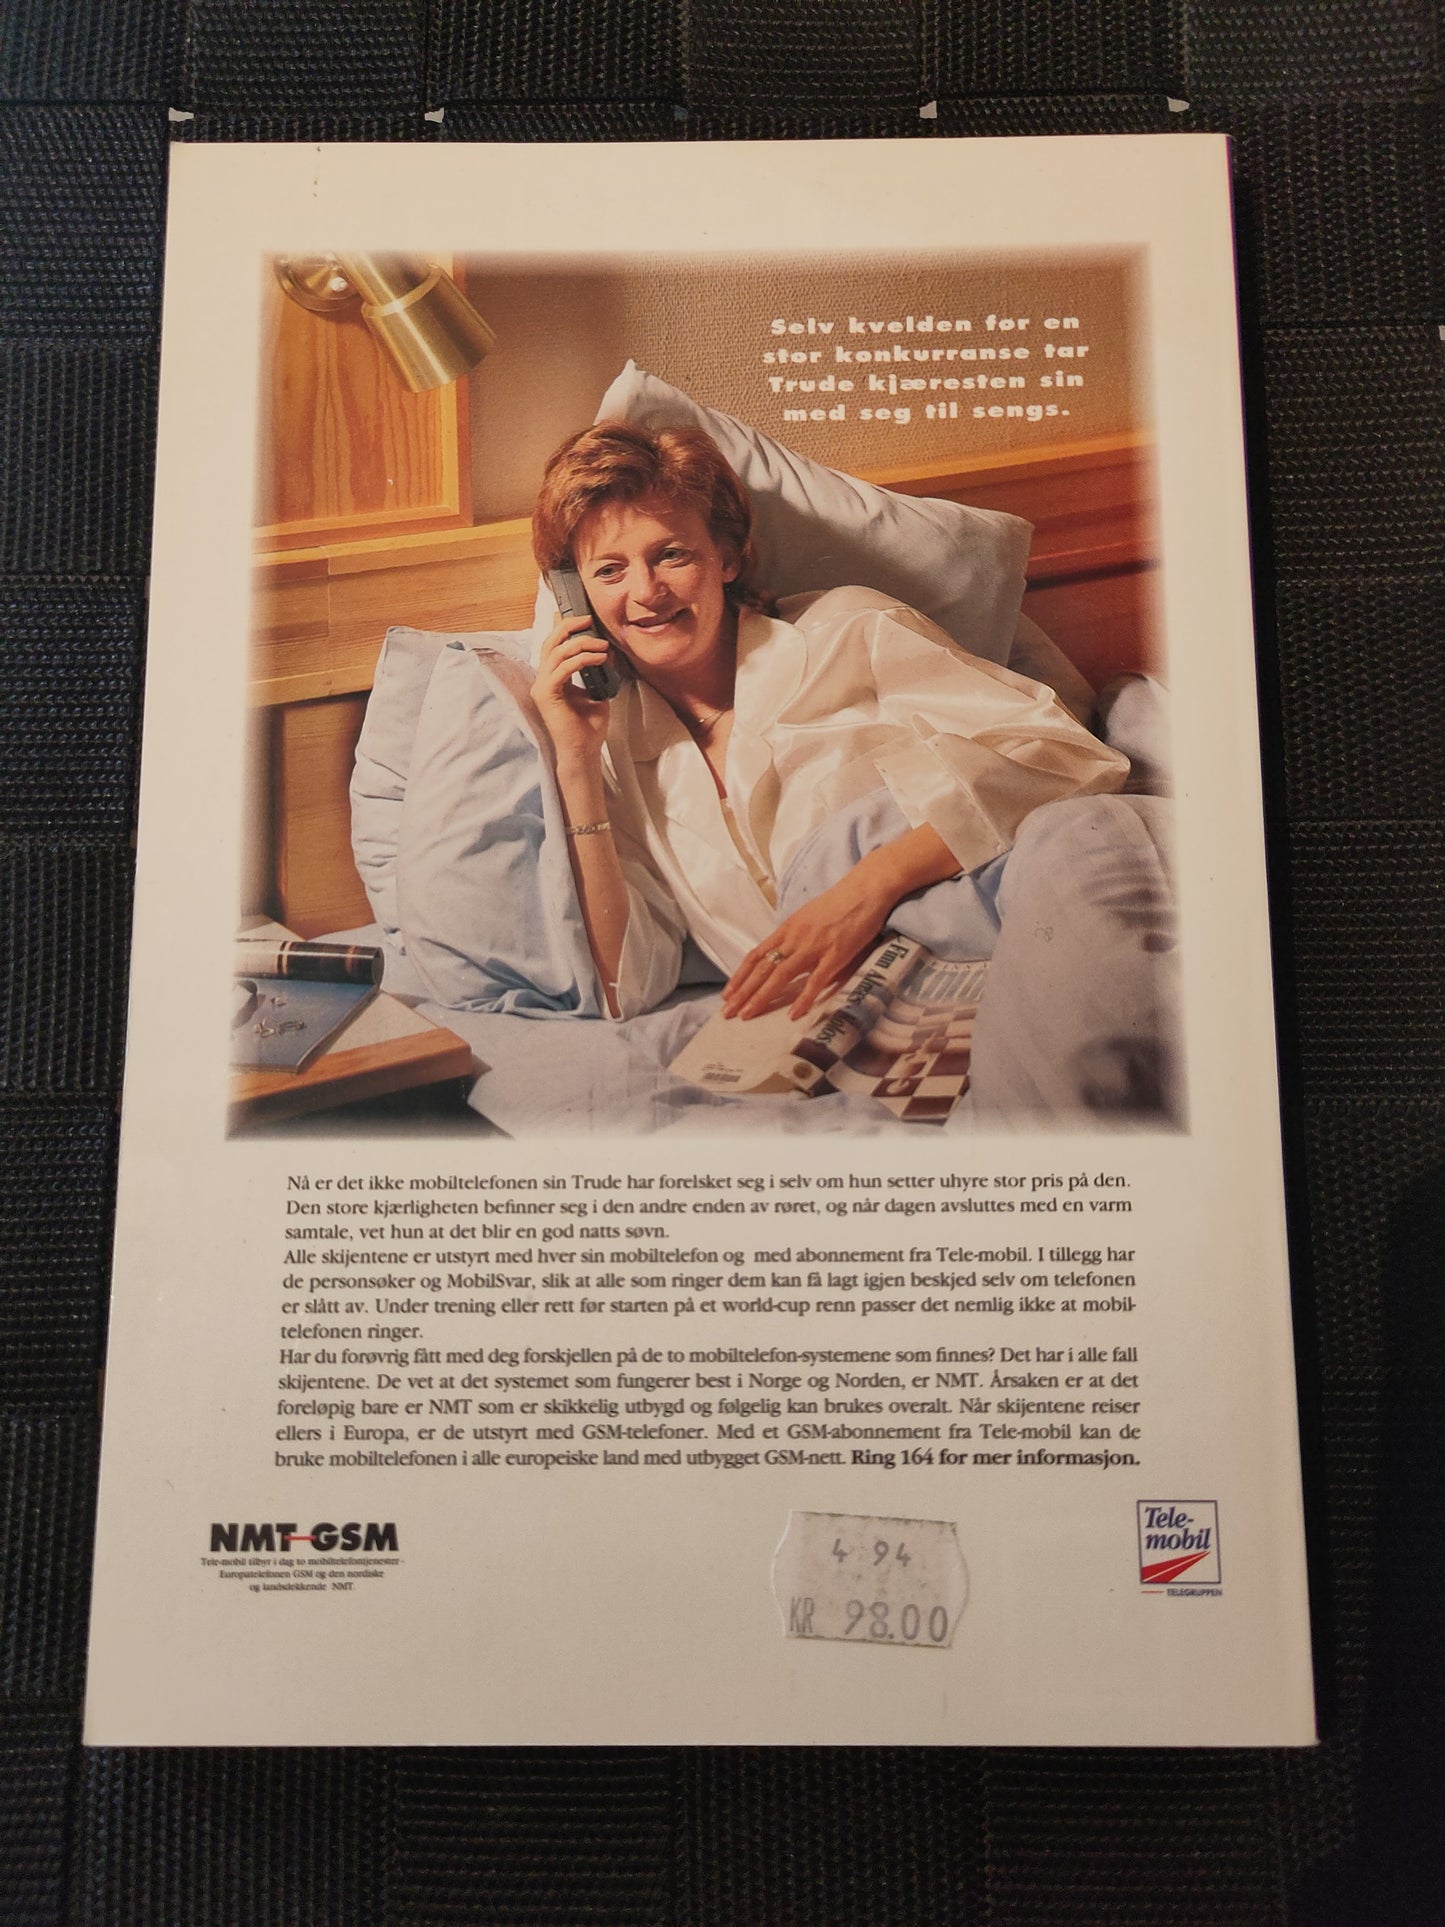 Selv kvelden før en
stor konkurranse tar
Trude kjæresten sin
med seg til sengs.
Finn Alnæs
Nå er det ikke mobiltelefonen sin Trude har forelsket seg i selv om hun setter uhyre stor pris på den.
Den store kjærligheten befinner seg i den andre enden av røret, og når dagen avsluttes med en varm
samtale, vet hun at det blir en god natts søvn.
Alle skijentene er utstyrt med hver sin mobiltelefon og med abonnement fra Tele-mobil. I tillegg har
de personsøker og MobilSvar, slik at alle som ringer dem kan få lagt igjen beskjed selv om telefonen
er slått av. Under trening eller rett før starten på et world-cup renn passer det nemlig ikke at mobil-
telefonen ringer.
Har du forøvrig fått med deg forskjellen på de to mobiltelefon-systemene som finnes? Det har i alle fall
skijentene. De vet at det systemet som fungerer best i Norge og Norden, er NMT. Årsaken er at det
foreløpig bare er NMT som er skikkelig utbygd og følgelig kan brukes overalt. Når skijentene reiser
ellers i Europa, er de utstyrt med GSM-telefoner. Med et GSM-abonnement fra Tele-mobil kan de
bruke mobiltelefonen i alle europeiske land med utbygget GSM-nett. Ring 164 for mer informasjon.
NMT-GSM
Tele-mobil tilbyr i dag to mobiltelefontjenester -
Europatelefonen GSM og den nordiske
og landsdekkende NMT.
4 94
KR 98.00
Tele-
mobil
TELEGRUPPEN